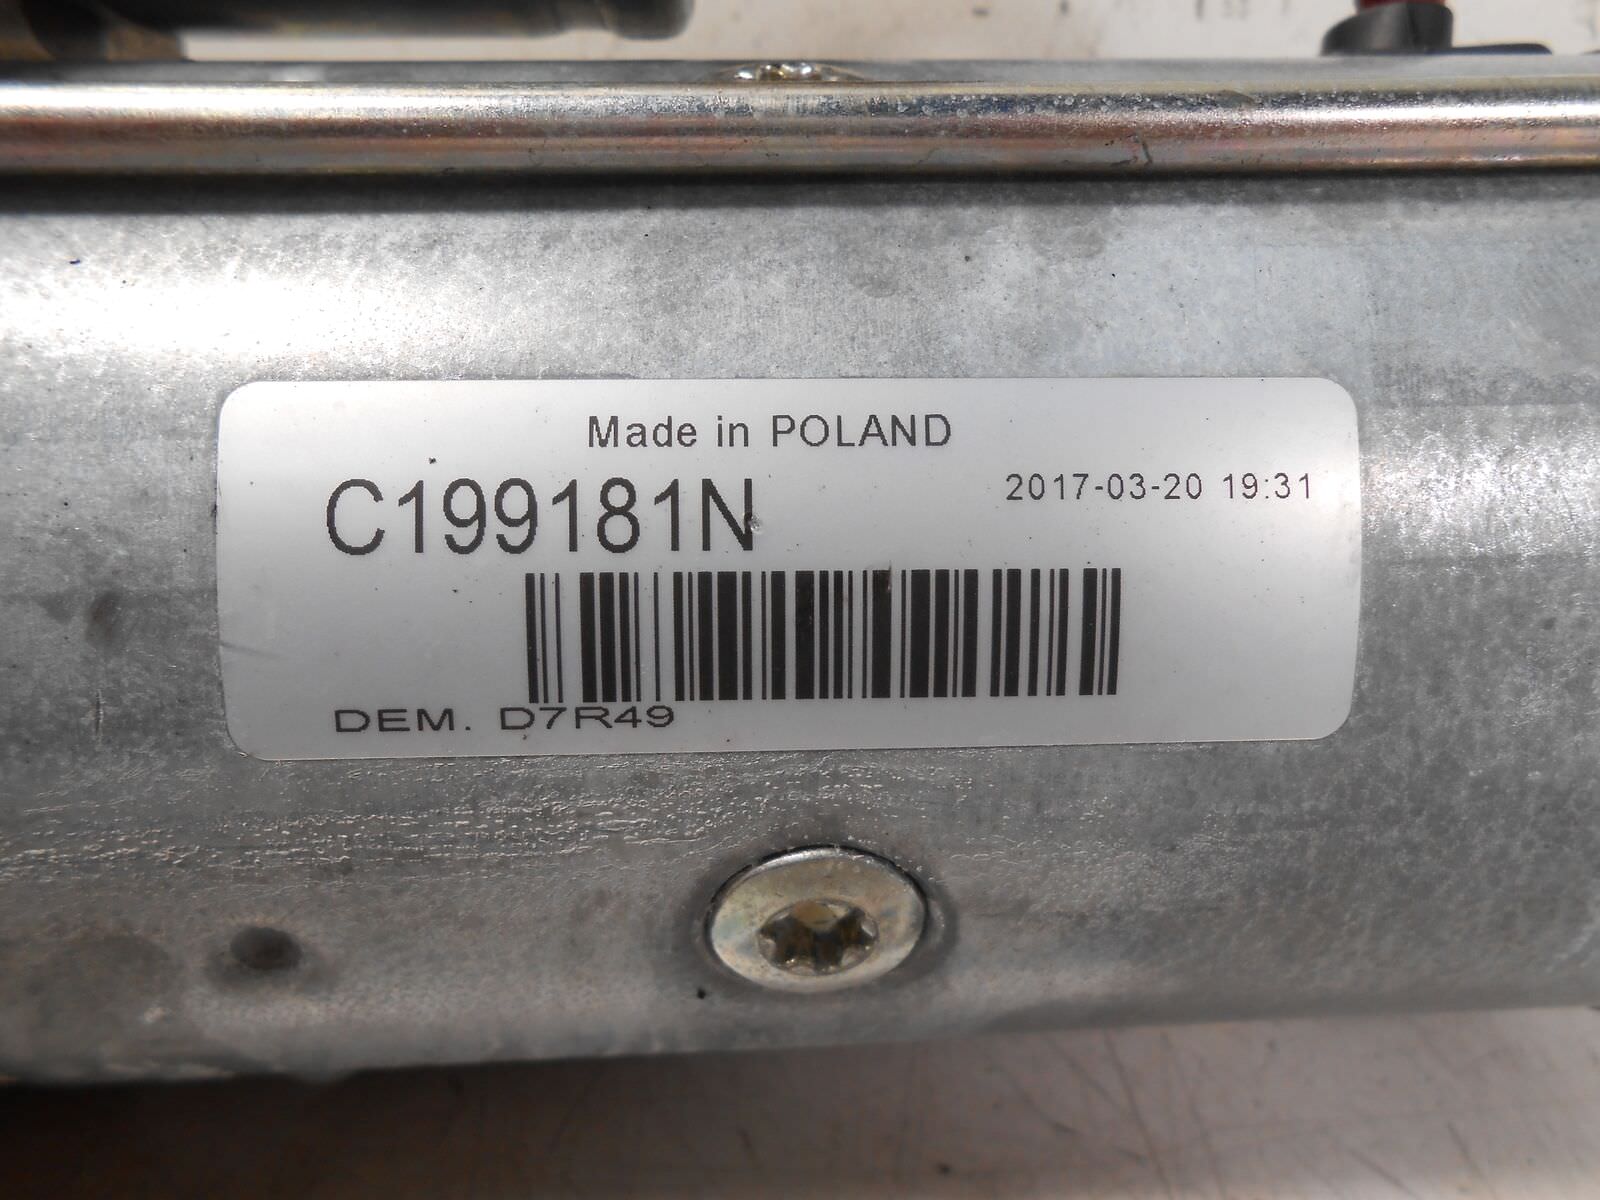 Made in POLAND
C199181N
2017-03-20 19:31
DEM. D7R49